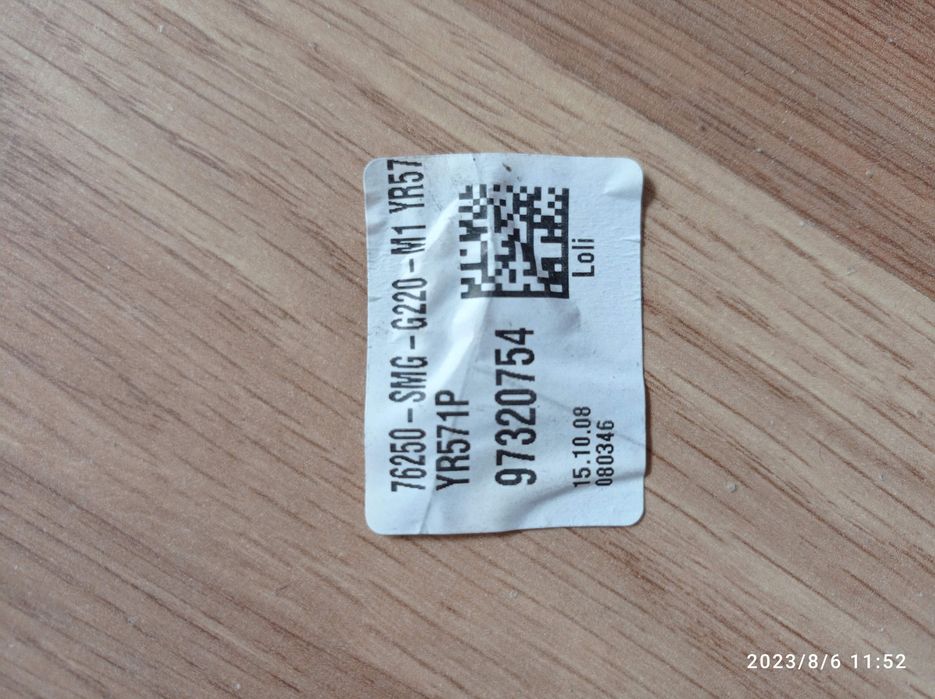 76250-SMG-G220-M1 YR57
YR571P
97320754
Loli
15.10.08
080346
2023/8/6 11:52